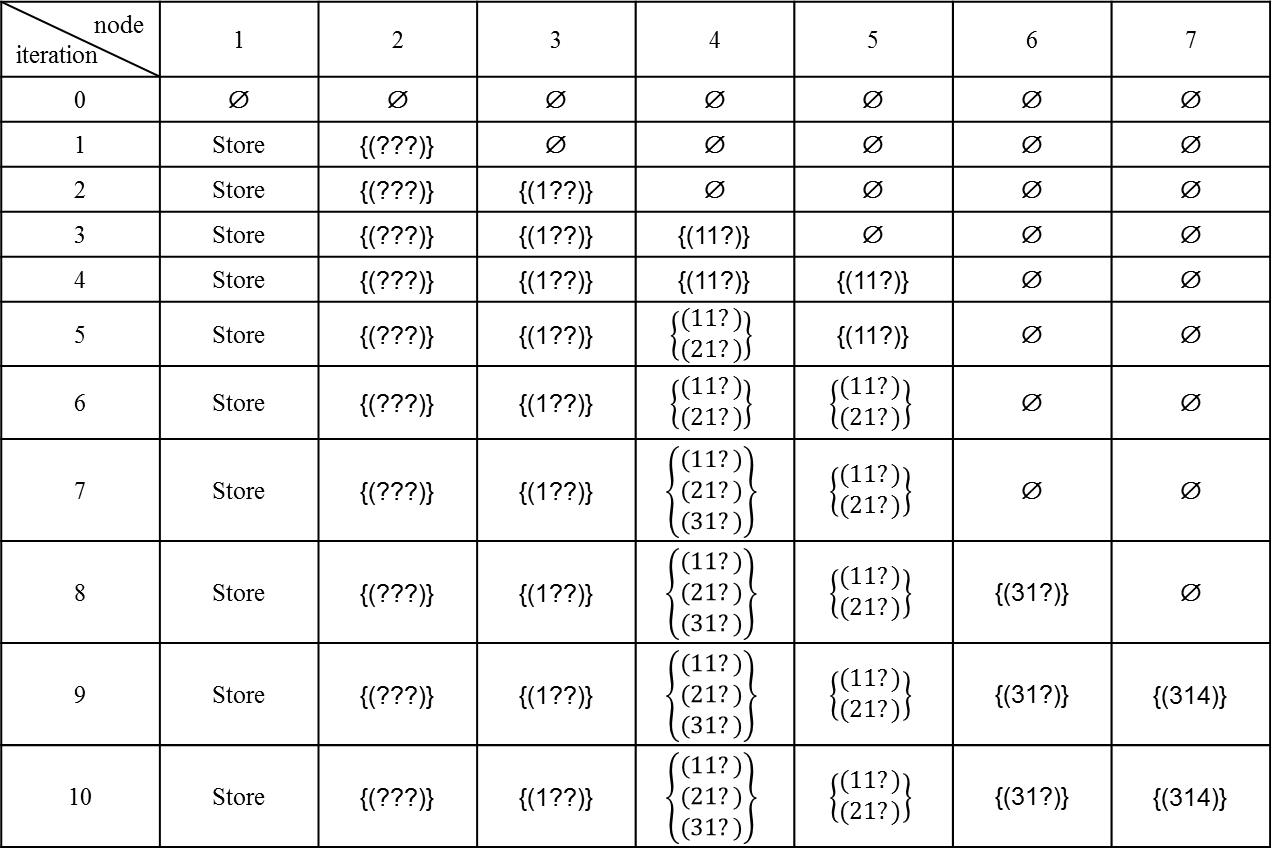 node
iteration
1 2 3 4 5 6 7
0 ∅ ∅ ∅ ∅ ∅ ∅ ∅
1 Store {(???)} ∅ ∅ ∅ ∅ ∅
2 Store {(???)} {(1??)} ∅ ∅ ∅ ∅
3 Store {(???)} {(1??)} {(11?)} ∅ ∅ ∅
4 Store {(???)} {(1??)} {(11?)} {(11?)} ∅ ∅
5 Store {(???)} {(1??)} {(11?) (21?)} {(11?)} ∅ ∅
6 Store {(???)} {(1??)} {(11?) (21?)} {(11?) (21?)} ∅ ∅
7 Store {(???)} {(1??)} {(11?) (21?) (31?)} {(11?) (21?)} ∅ ∅
8 Store {(???)} {(1??)} {(11?) (21?) (31?)} {(11?) (21?)} {(31?)} ∅
9 Store {(???)} {(1??)} {(11?) (21?) (31?)} {(11?) (21?)} {(31?)} {(314)}
10 Store {(???)} {(1??)} {(11?) (21?) (31?)} {(11?) (21?)} {(31?)} {(314)}